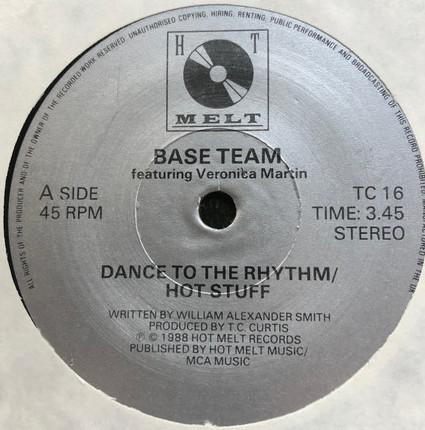 ALL RIGHTS OF THE PRODUCER AND OF THE OWNER OF THE RECORDED WORK RESERVED. UNAUTHORISED COPYING, HIRING, RENTING, PUBLIC PERFORMANCE AND BROADCASTING OF THIS RECORD PROHIBITED.
H T
MELT
BASE TEAM
featuring Veronica Martin
A SIDE
45 RPM
TC 16
TIME: 3.45
STEREO
DANCE TO THE RHYTHM/
HOT STUFF
WRITTEN BY WILLIAM ALEXANDER SMITH
PRODUCED BY T.C. CURTIS
℗ © 1988 HOT MELT RECORDS
PUBLISHED BY HOT MELT MUSIC/
MCA MUSIC